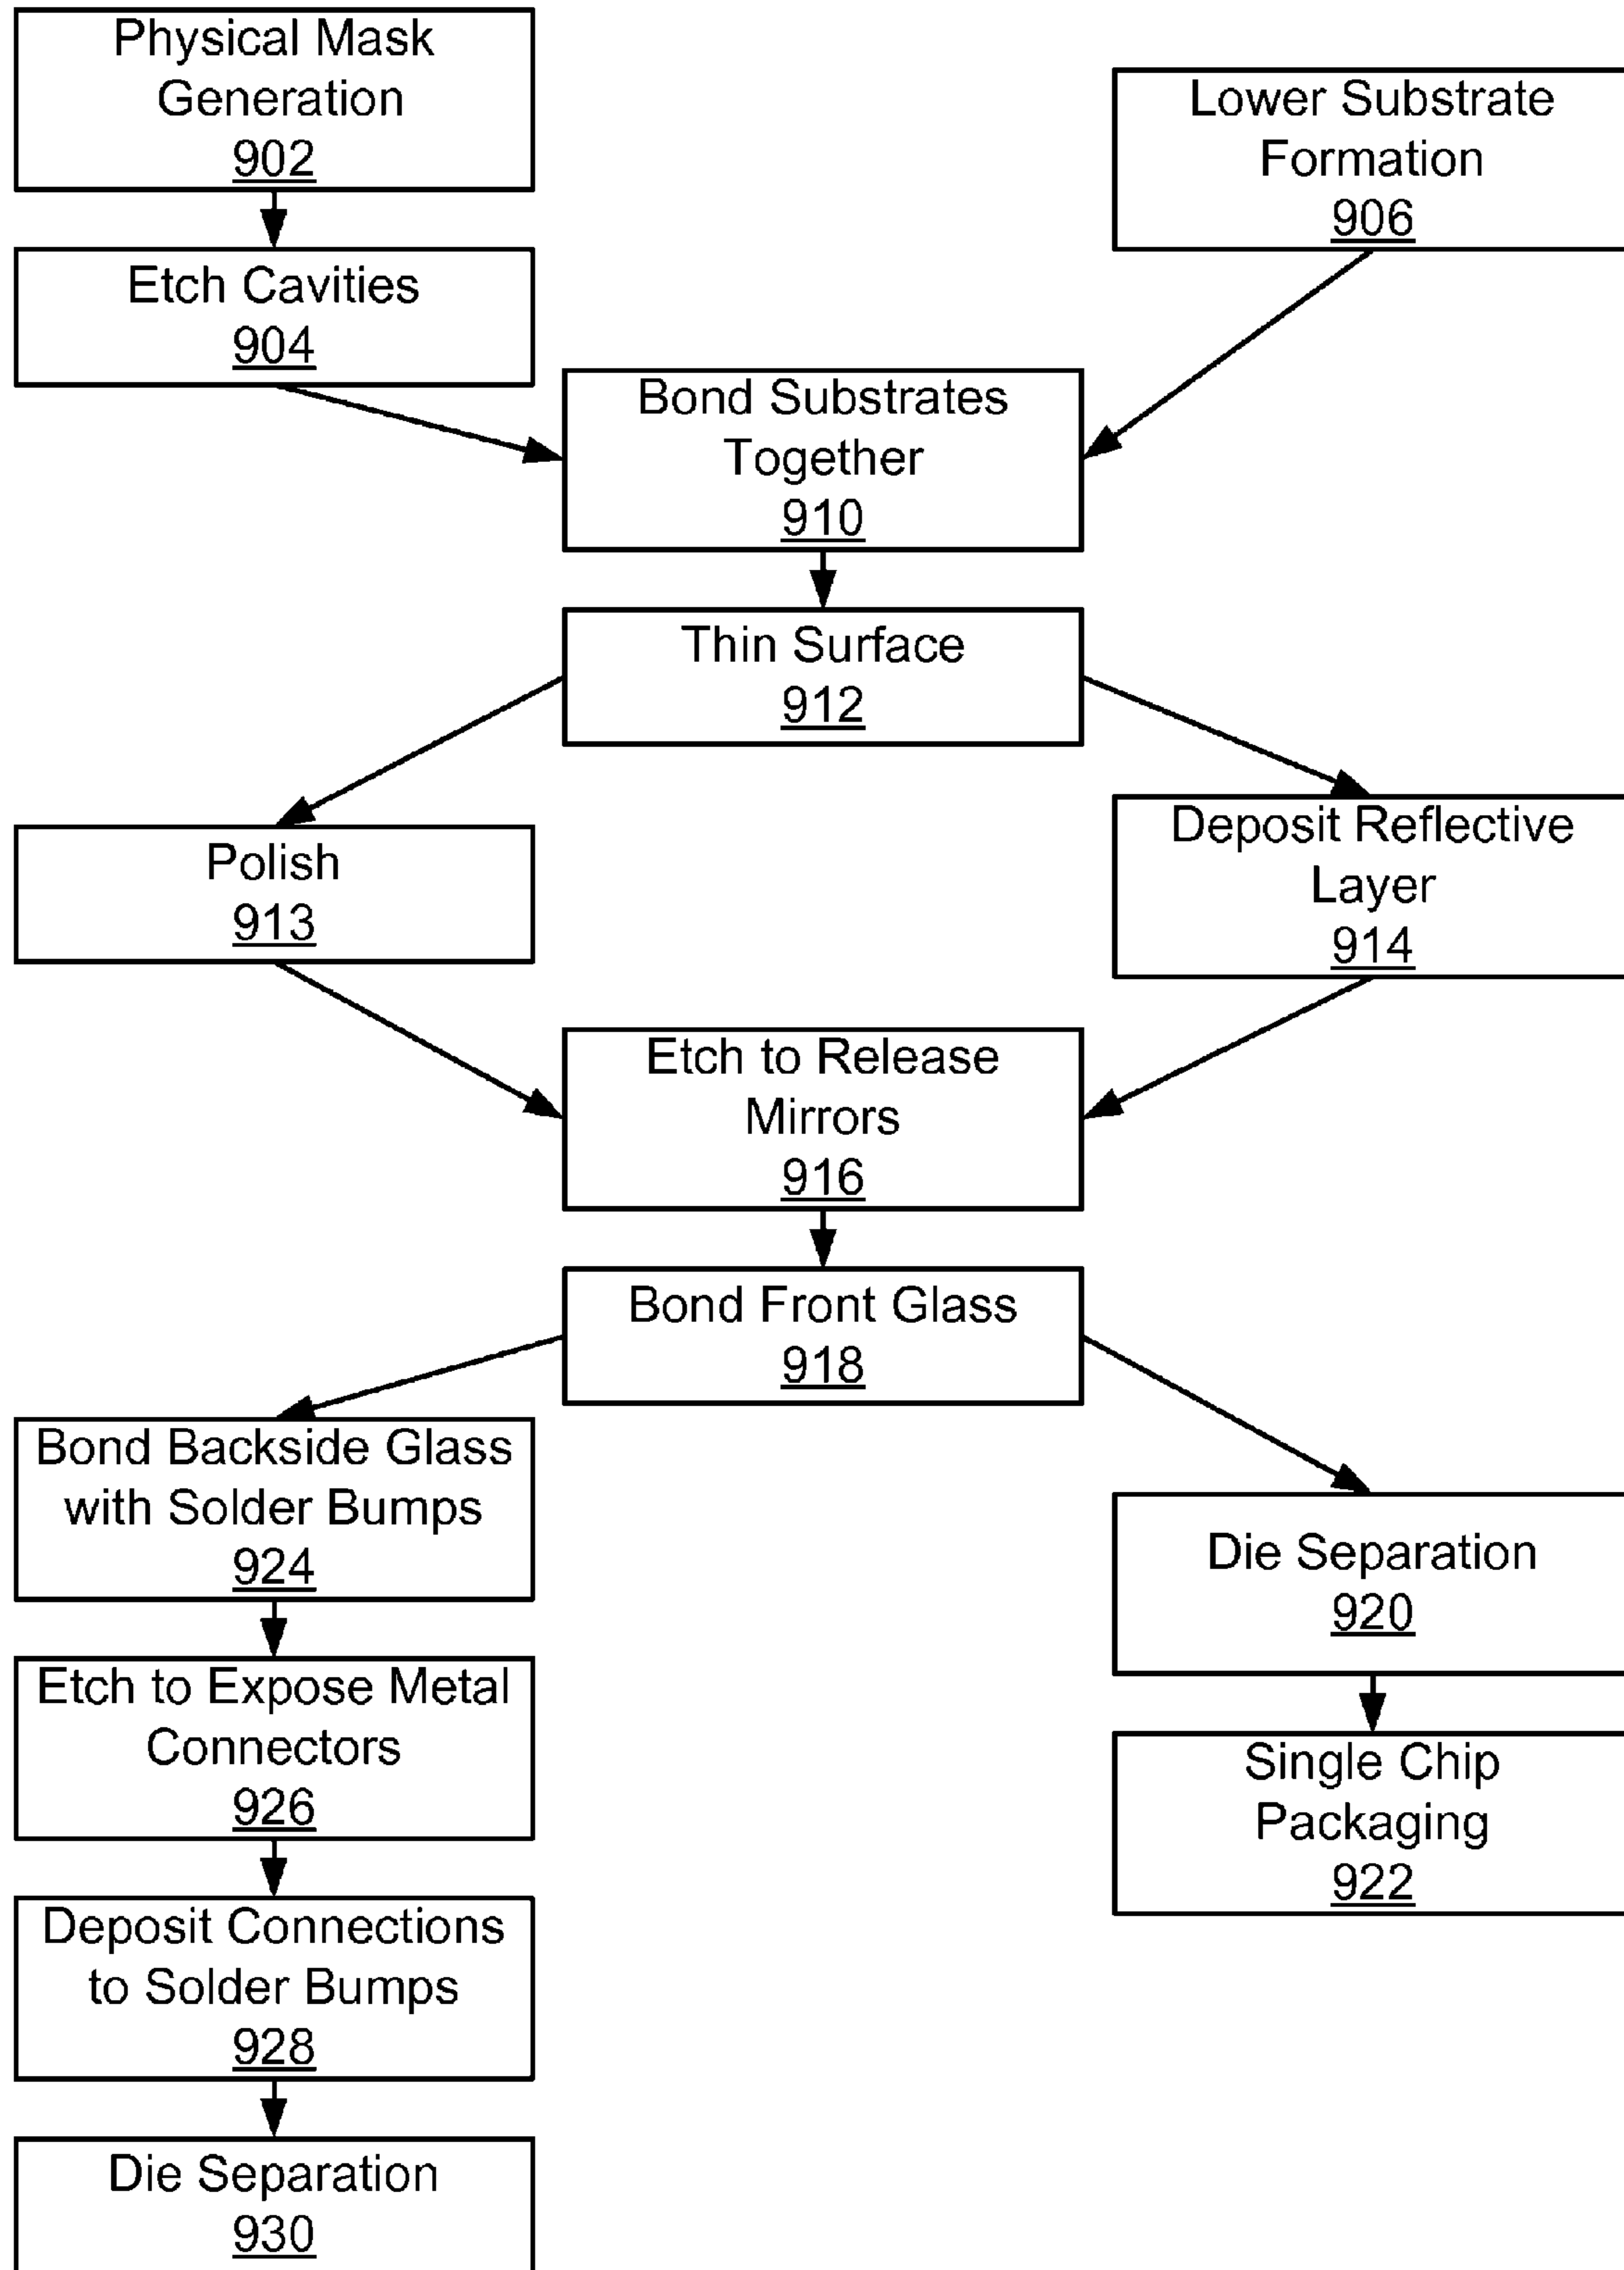 Physical Mask
Generation
902
Lower Substrate
Formation
906
Etch Cavities
904
Bond Substrates
Together
910
Thin Surface
912
Polish
913
Deposit Reflective
Layer
914
Etch to Release
Mirrors
916
Bond Front Glass
918
Bond Backside Glass
with Solder Bumps
924
Die Separation
920
Etch to Expose Metal
Connectors
926
Single Chip
Packaging
922
Deposit Connections
to Solder Bumps
928
Die Separation
930